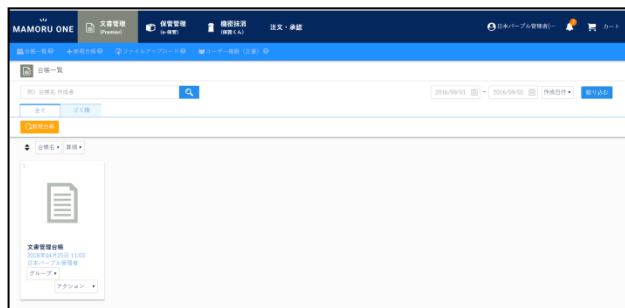 MAMORU ONE
文書管理
(Premier)
保管管理
(e-保管)
機密抹消
(保護くん)
注文・承認
日本パープル管理者(…
カート
台帳一覧
+新規台帳
ファイルアップロード
ユーザー権限（文書）
台帳一覧
例）台帳名 作成者
2016/09/01 - 2016/09/01 作成日付 絞り込む
全て
ゴミ箱
新規台帳
台帳名 昇順
1
文書管理台帳
2018年04月25日 11:03
日本パープル管理者
グループ
アクション